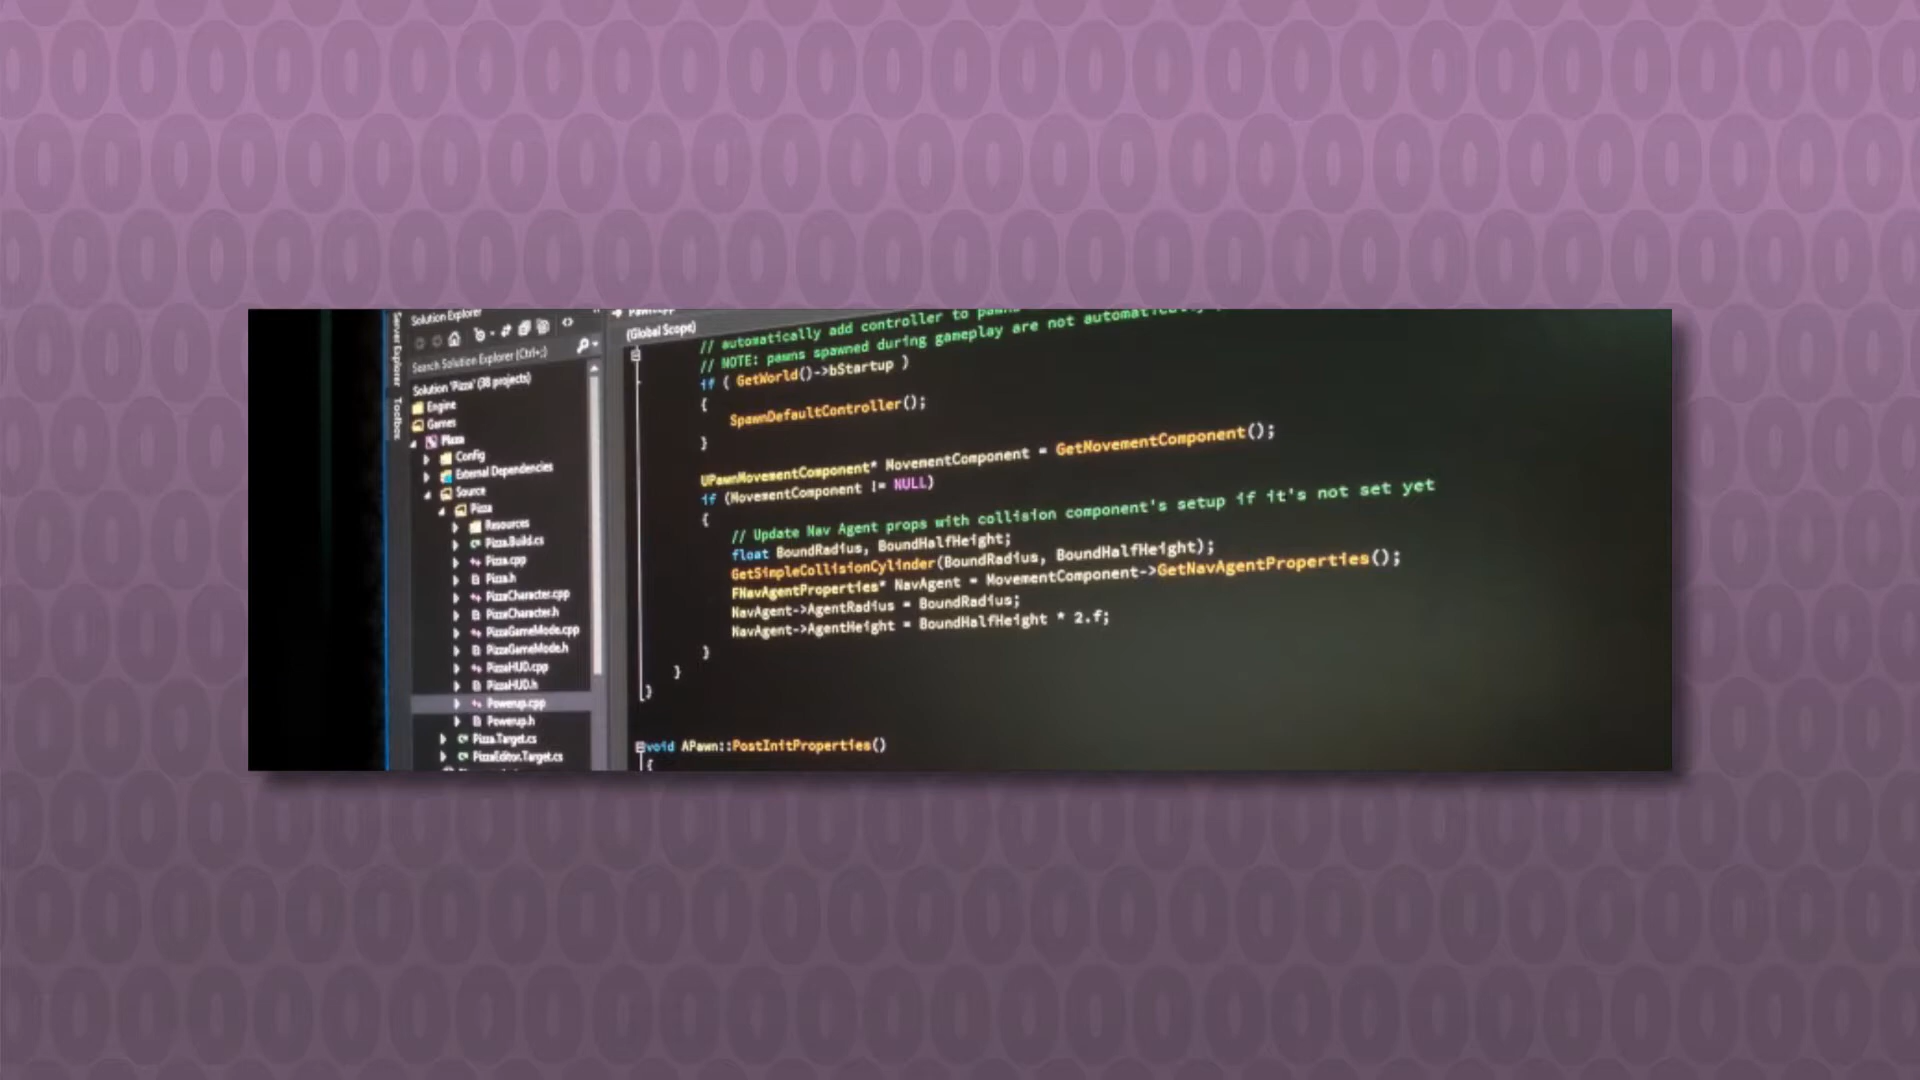 Solution Explorer
Search Solution Explorer (Ctrl+;)
Solution 'Pizza' (38 projects)
Engine
Games
Pizza
Config
External Dependencies
Source
Pizza
Resources
Pizza.Build.cs
Pizza.cpp
Pizza.h
PizzaCharacter.cpp
PizzaCharacter.h
PizzaGameMode.cpp
PizzaGameMode.h
PizzaHUD.cpp
PizzaHUD.h
Powerup.cpp
Powerup.h
Pizza.Target.cs
PizzaEditor.Target.cs
Server Explorer
Toolbox
(Global Scope)
// automatically add controller to
// NOTE: pawns spawned during gameplay are not
if ( GetWorld()->bStartup )
{
SpawnDefaultController();
}
UPawnMovementComponent* MovementComponent = GetMovementComponent();
if (MovementComponent != NULL)
{
// Update Nav Agent props with collision component's setup if it's not set yet
float BoundRadius, BoundHalfHeight;
GetSimpleCollisionCylinder(BoundRadius, BoundHalfHeight);
FNavAgentProperties* NavAgent = MovementComponent->GetNavAgentProperties();
NavAgent->AgentRadius = BoundRadius;
NavAgent->AgentHeight = BoundHalfHeight * 2.f;
}
}
}
void APawn::PostInitProperties()
{